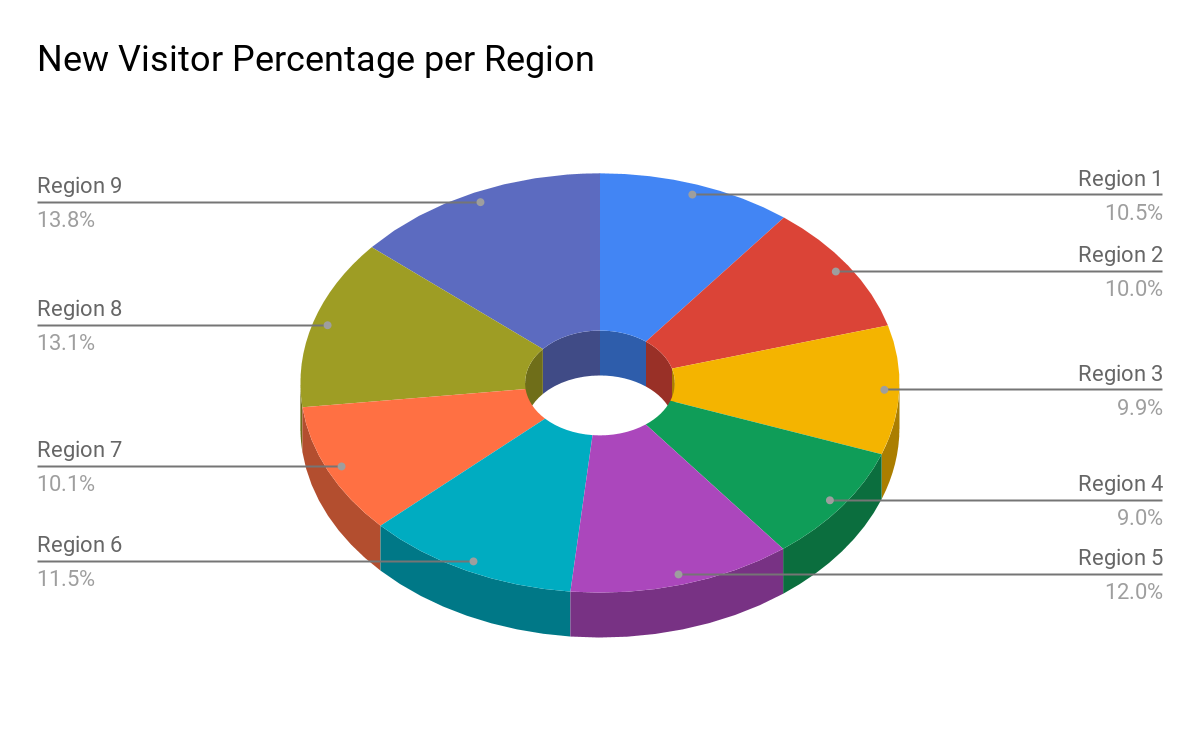 New Visitor Percentage per Region
Region 9
13.8%
Region 8
13.1%
Region 7
10.1%
Region 6
11.5%
Region 1
10.5%
Region 2
10.0%
Region 3
9.9%
Region 4
9.0%
Region 5
12.0%